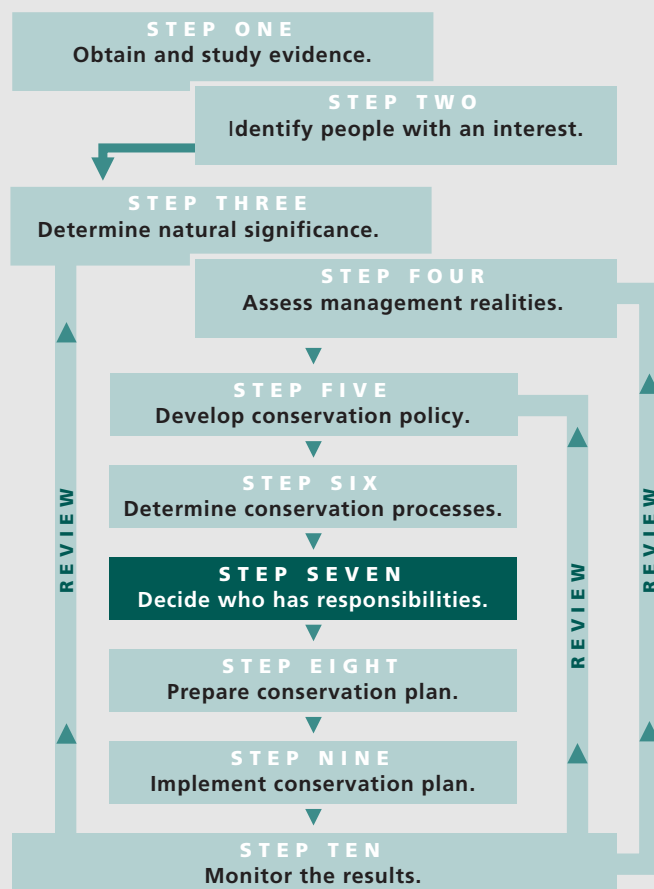 STEP ONE
Obtain and study evidence.
STEP TWO
Identify people with an interest.
STEP THREE
Determine natural significance.
STEP FOUR
Assess management realities.
STEP FIVE
Develop conservation policy.
STEP SIX
Determine conservation processes.
STEP SEVEN
Decide who has responsibilities.
STEP EIGHT
Prepare conservation plan.
STEP NINE
Implement conservation plan.
STEP TEN
Monitor the results.
REVIEW
REVIEW
REVIEW